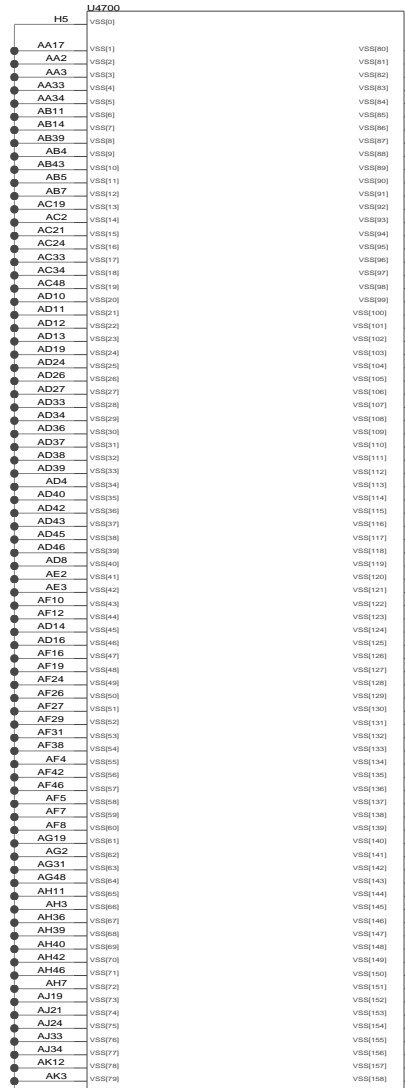 U4700
H5 VSS[0]
AA17 VSS[1] VSS[80]
AA2 VSS[2] VSS[81]
AA3 VSS[3] VSS[82]
AA33 VSS[4] VSS[83]
AA34 VSS[5] VSS[84]
AB11 VSS[6] VSS[85]
AB14 VSS[7] VSS[86]
AB39 VSS[8] VSS[87]
AB4 VSS[9] VSS[88]
AB43 VSS[10] VSS[89]
AB5 VSS[11] VSS[90]
AB7 VSS[12] VSS[91]
AC19 VSS[13] VSS[92]
AC2 VSS[14] VSS[93]
AC21 VSS[15] VSS[94]
AC24 VSS[16] VSS[95]
AC33 VSS[17] VSS[96]
AC34 VSS[18] VSS[97]
AC48 VSS[19] VSS[98]
AD10 VSS[20] VSS[99]
AD11 VSS[21] VSS[100]
AD12 VSS[22] VSS[101]
AD13 VSS[23] VSS[102]
AD19 VSS[24] VSS[103]
AD24 VSS[25] VSS[104]
AD26 VSS[26] VSS[105]
AD27 VSS[27] VSS[106]
AD33 VSS[28] VSS[107]
AD34 VSS[29] VSS[108]
AD36 VSS[30] VSS[109]
AD37 VSS[31] VSS[110]
AD38 VSS[32] VSS[111]
AD39 VSS[33] VSS[112]
AD4 VSS[34] VSS[113]
AD40 VSS[35] VSS[114]
AD42 VSS[36] VSS[115]
AD43 VSS[37] VSS[116]
AD45 VSS[38] VSS[117]
AD46 VSS[39] VSS[118]
AD8 VSS[40] VSS[119]
AE2 VSS[41] VSS[120]
AE3 VSS[42] VSS[121]
AF10 VSS[43] VSS[122]
AF12 VSS[44] VSS[123]
AD14 VSS[45] VSS[124]
AD16 VSS[46] VSS[125]
AF16 VSS[47] VSS[126]
AF19 VSS[48] VSS[127]
AF24 VSS[49] VSS[128]
AF26 VSS[50] VSS[129]
AF27 VSS[51] VSS[130]
AF29 VSS[52] VSS[131]
AF31 VSS[53] VSS[132]
AF38 VSS[54] VSS[133]
AF4 VSS[55] VSS[134]
AF42 VSS[56] VSS[135]
AF46 VSS[57] VSS[136]
AF5 VSS[58] VSS[137]
AF7 VSS[59] VSS[138]
AF8 VSS[60] VSS[139]
AG19 VSS[61] VSS[140]
AG2 VSS[62] VSS[141]
AG31 VSS[63] VSS[142]
AG48 VSS[64] VSS[143]
AH11 VSS[65] VSS[144]
AH3 VSS[66] VSS[145]
AH36 VSS[67] VSS[146]
AH39 VSS[68] VSS[147]
AH40 VSS[69] VSS[148]
AH42 VSS[70] VSS[149]
AH46 VSS[71] VSS[150]
AH7 VSS[72] VSS[151]
AJ19 VSS[73] VSS[152]
AJ21 VSS[74] VSS[153]
AJ24 VSS[75] VSS[154]
AJ33 VSS[76] VSS[155]
AJ34 VSS[77] VSS[156]
AK12 VSS[78] VSS[157]
AK3 VSS[79] VSS[158]